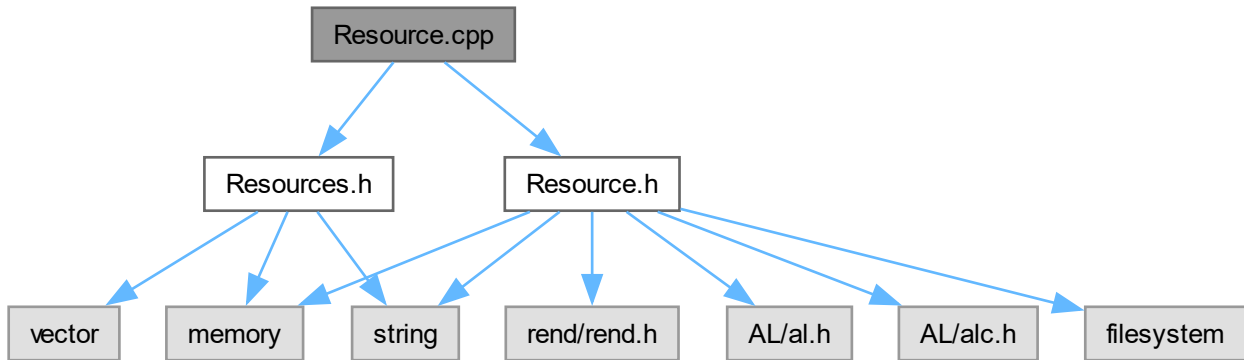 Resource.cpp
Resources.h
Resource.h
vector
memory
string
rend/rend.h
AL/al.h
AL/alc.h
filesystem